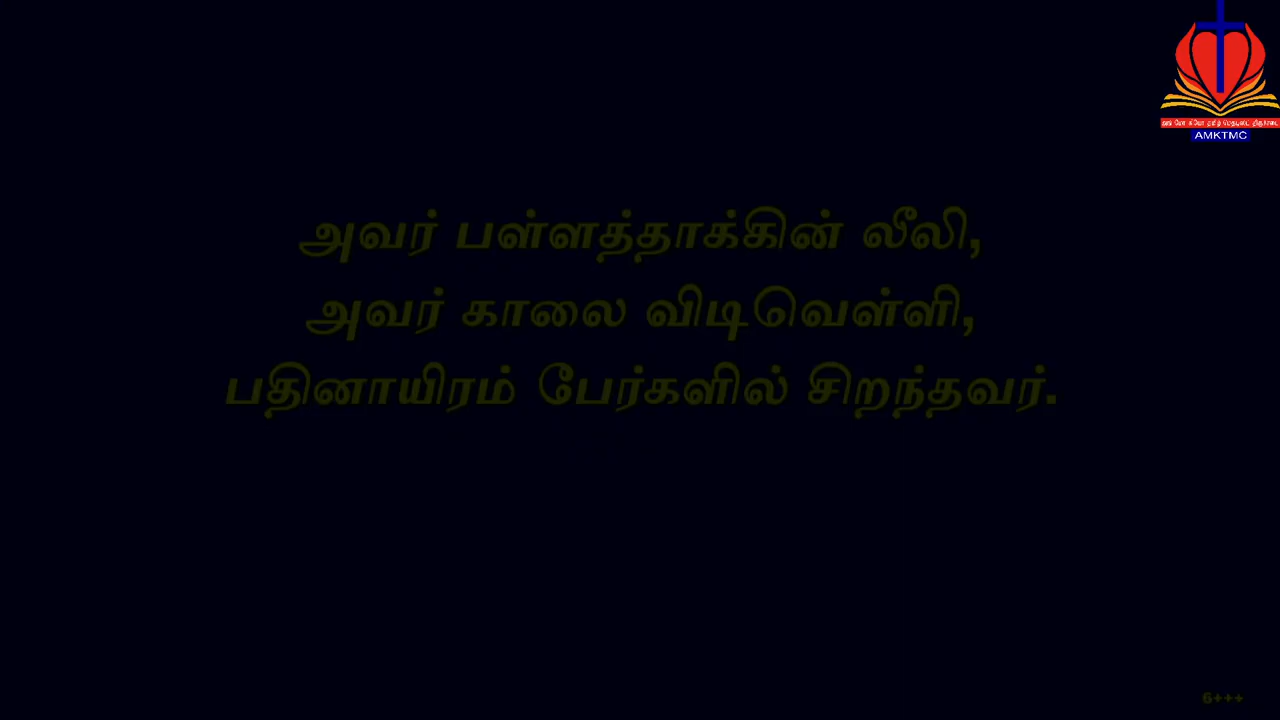 AMKTMC
அவர் பள்ளத்தாக்கின் லீலி,
அவர் காலை விடிவெள்ளி,
பதினாயிரம் பேர்களில் சிறந்தவர்.
6+++